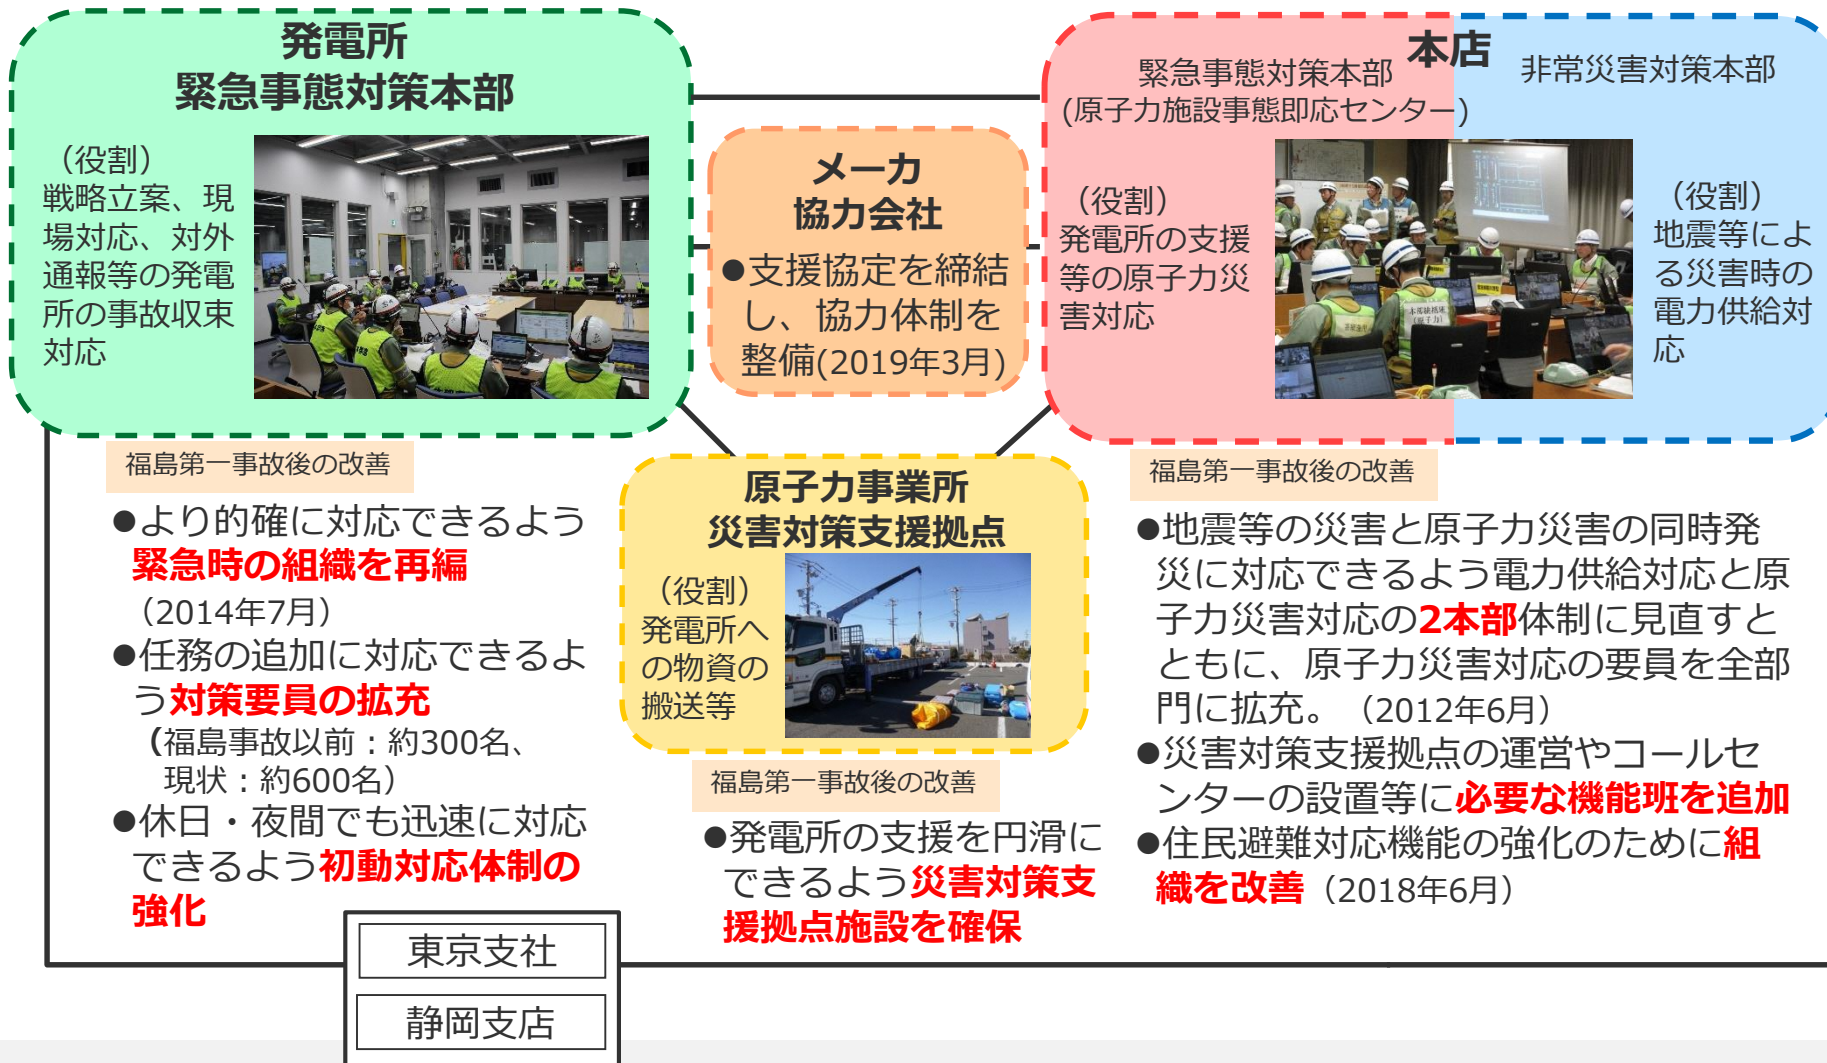 発電所
緊急事態対策本部
（役割）
戦略立案、現
場対応、対外
通報等の発電
所の事故収束
対応
メーカ
協力会社
●支援協定を締結
し、協力体制を
整備(2019年3月)
本店
緊急事態対策本部
(原子力施設事態即応センター)
非常災害対策本部
（役割）
発電所の支援
等の原子力災
害対応
（役割）
地震等によ
る災害時の
電力供給対
応
福島第一事故後の改善
●より的確に対応できるよう
緊急時の組織を再編
（2014年7月）
●任務の追加に対応できるよ
う対策要員の拡充
（福島事故以前：約300名、
現状：約600名）
●休日・夜間でも迅速に対応
できるよう初動対応体制の
強化
原子力事業所
災害対策支援拠点
（役割）
発電所へ
の物資の
搬送等
福島第一事故後の改善
●発電所の支援を円滑に
できるよう災害対策支
援拠点施設を確保
福島第一事故後の改善
●地震等の災害と原子力災害の同時発
災に対応できるよう電力供給対応と原
子力災害対応の2本部体制に見直すと
ともに、原子力災害対応の要員を全部
門に拡充。（2012年6月）
●災害対策支援拠点の運営やコールセ
ンターの設置等に必要な機能班を追加
●住民避難対応機能の強化のために組
織を改善（2018年6月）
東京支社
静岡支店